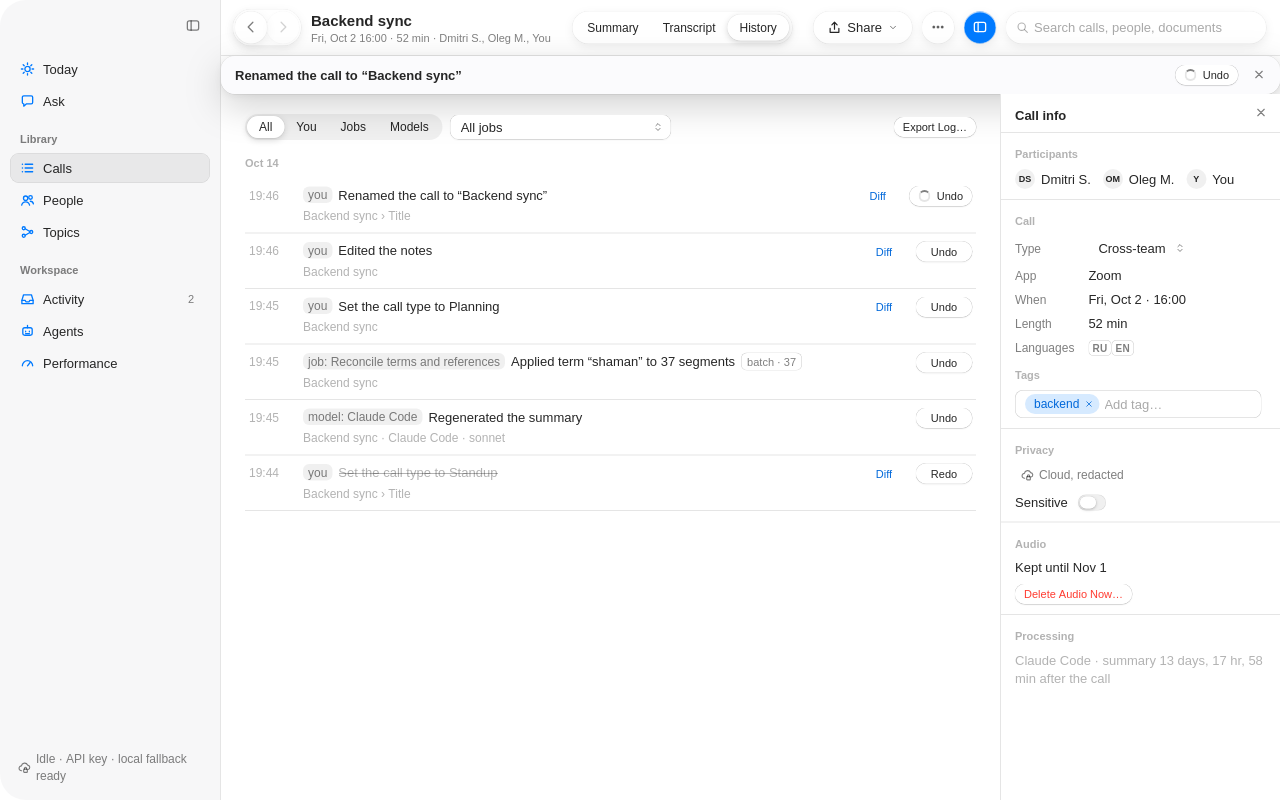 Today
Ask
Library
Calls
People
Topics
Workspace
Activity 2
Agents
Performance
Idle · API key · local fallback
ready
Backend sync
Fri, Oct 2 16:00 · 52 min · Dmitri S., Oleg M., You
Summary Transcript History
Share
Search calls, people, documents
Renamed the call to “Backend sync”
Undo
All You Jobs Models
All jobs
Export Log…
Oct 14
19:46 you Renamed the call to “Backend sync” Diff Undo
Backend sync › Title
19:46 you Edited the notes Diff Undo
Backend sync
19:45 you Set the call type to Planning Diff Undo
Backend sync
19:45 job: Reconcile terms and references Applied term “shaman” to 37 segments batch · 37 Undo
Backend sync
19:45 model: Claude Code Regenerated the summary Undo
Backend sync · Claude Code · sonnet
19:44 you Set the call type to Standup Diff Redo
Backend sync › Title
Call info
Participants
DS Dmitri S. OM Oleg M. Y You
Call
Type Cross-team
App Zoom
When Fri, Oct 2 · 16:00
Length 52 min
Languages RU EN
Tags
backend × Add tag…
Privacy
Cloud, redacted
Sensitive
Audio
Kept until Nov 1
Delete Audio Now…
Processing
Claude Code · summary 13 days, 17 hr, 58
min after the call